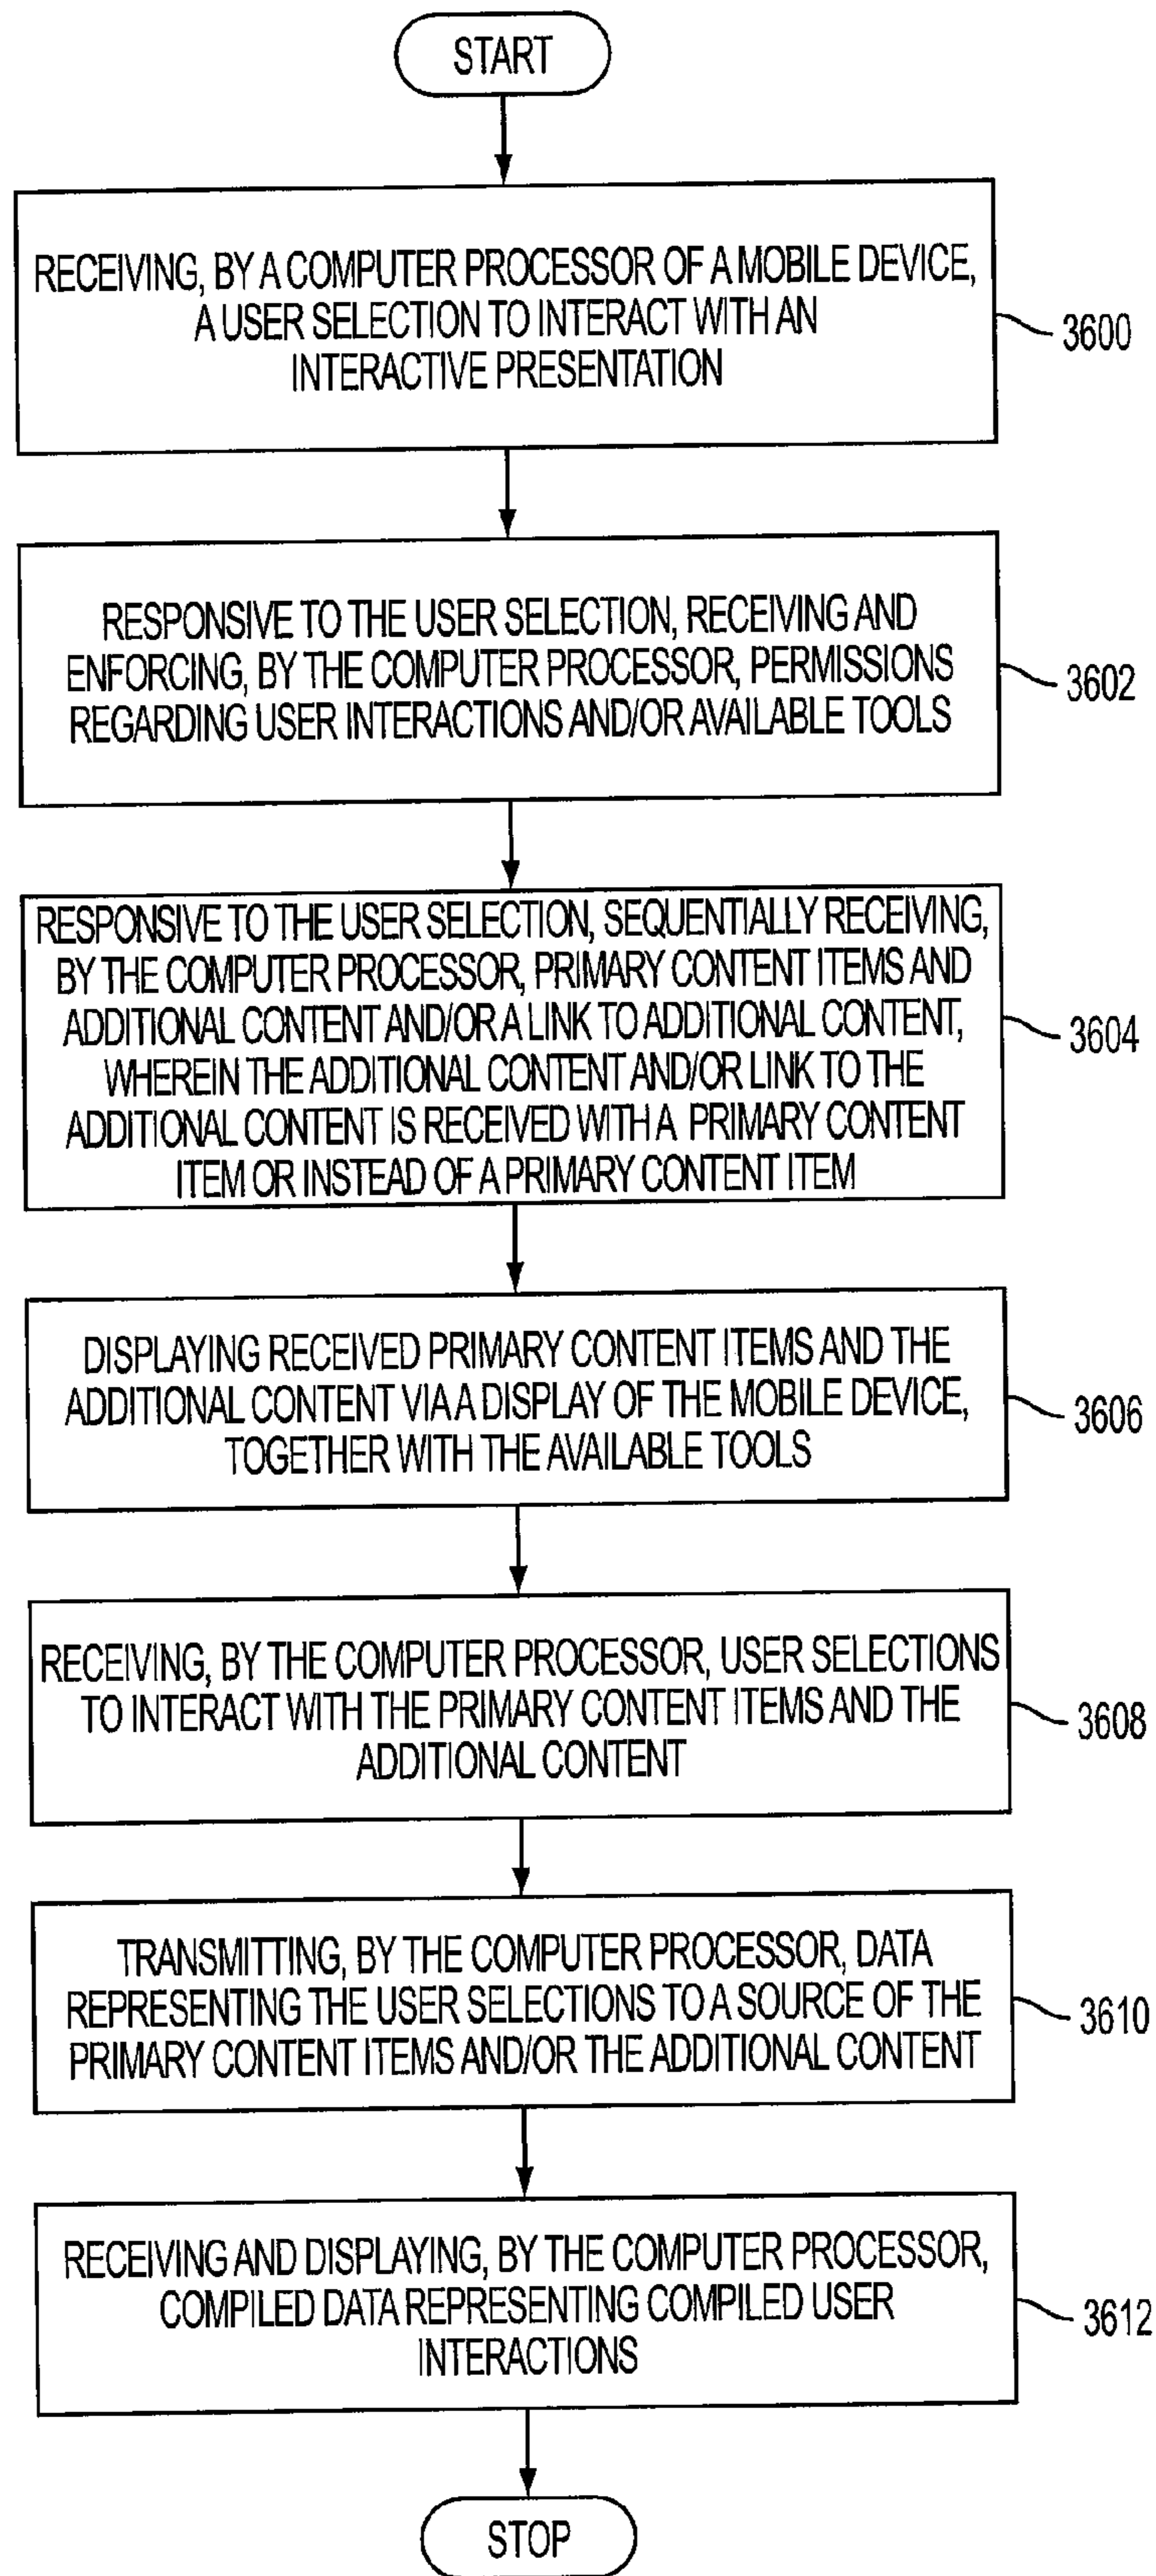 START
RECEIVING, BY A COMPUTER PROCESSOR OF A MOBILE DEVICE,
A USER SELECTION TO INTERACT WITH AN
INTERACTIVE PRESENTATION
3600
RESPONSIVE TO THE USER SELECTION, RECEIVING AND
ENFORCING, BY THE COMPUTER PROCESSOR, PERMISSIONS
REGARDING USER INTERACTIONS AND/OR AVAILABLE TOOLS
3602
RESPONSIVE TO THE USER SELECTION, SEQUENTIALLY RECEIVING,
BY THE COMPUTER PROCESSOR, PRIMARY CONTENT ITEMS AND
ADDITIONAL CONTENT AND/OR A LINK TO ADDITIONAL CONTENT,
WHEREIN THE ADDITIONAL CONTENT AND/OR LINK TO THE
ADDITIONAL CONTENT IS RECEIVED WITH A PRIMARY CONTENT
ITEM OR INSTEAD OF A PRIMARY CONTENT ITEM
3604
DISPLAYING RECEIVED PRIMARY CONTENT ITEMS AND THE
ADDITIONAL CONTENT VIA A DISPLAY OF THE MOBILE DEVICE,
TOGETHER WITH THE AVAILABLE TOOLS
3606
RECEIVING, BY THE COMPUTER PROCESSOR, USER SELECTIONS
TO INTERACT WITH THE PRIMARY CONTENT ITEMS AND THE
ADDITIONAL CONTENT
3608
TRANSMITTING, BY THE COMPUTER PROCESSOR, DATA
REPRESENTING THE USER SELECTIONS TO A SOURCE OF THE
PRIMARY CONTENT ITEMS AND/OR THE ADDITIONAL CONTENT
3610
RECEIVING AND DISPLAYING, BY THE COMPUTER PROCESSOR,
COMPILED DATA REPRESENTING COMPILED USER
INTERACTIONS
3612
STOP